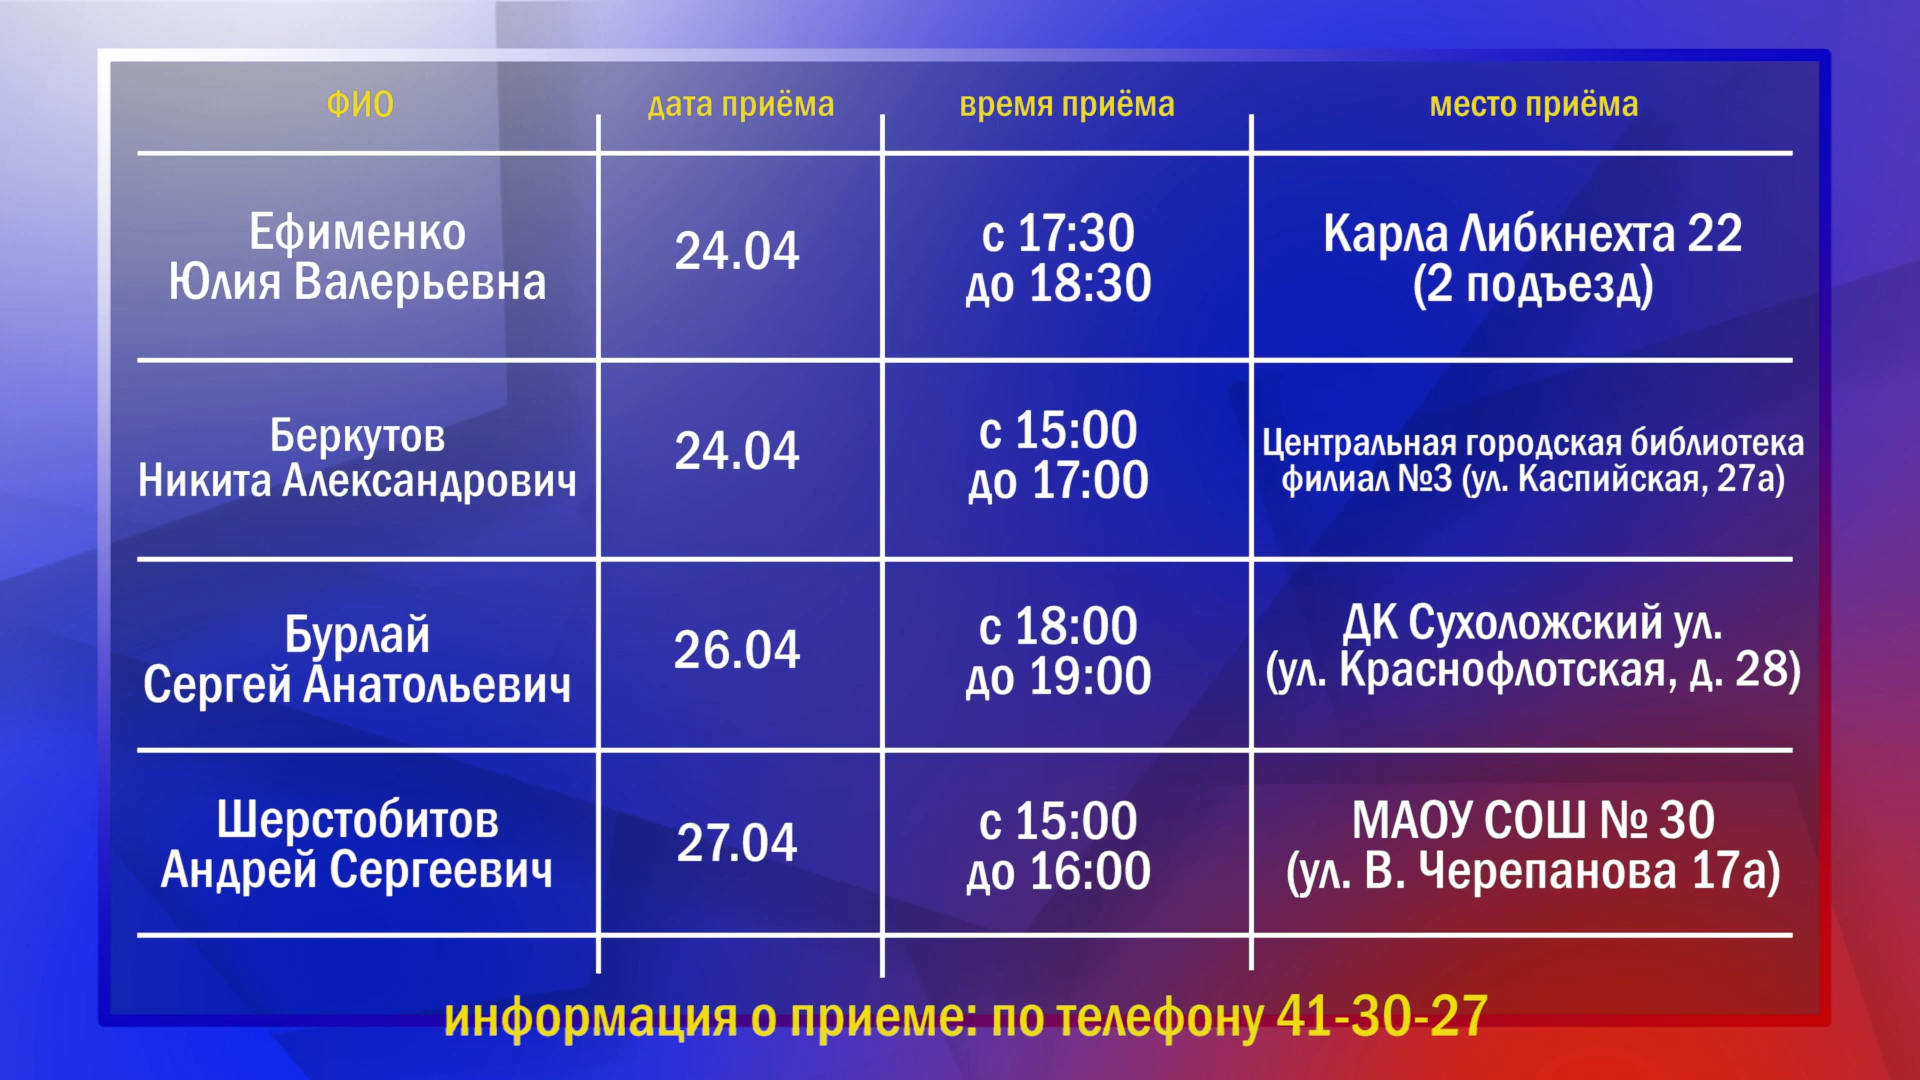 ФИО дата приёма время приёма место приёма
Ефименко
Юлия Валерьевна
24.04
с 17:30
до 18:30
Карла Либкнехта 22
(2 подъезд)
Беркутов
Никита Александрович
24.04
с 15:00
до 17:00
Центральная городская библиотека
филиал №3 (ул. Каспийская, 27а)
Бурлай
Сергей Анатольевич
26.04
с 18:00
до 19:00
ДК Сухоложский ул.
(ул. Краснофлотская, д. 28)
Шерстобитов
Андрей Сергеевич
27.04
с 15:00
до 16:00
МАОУ СОШ № 30
(ул. В. Черепанова 17а)
информация о приеме: по телефону 41-30-27